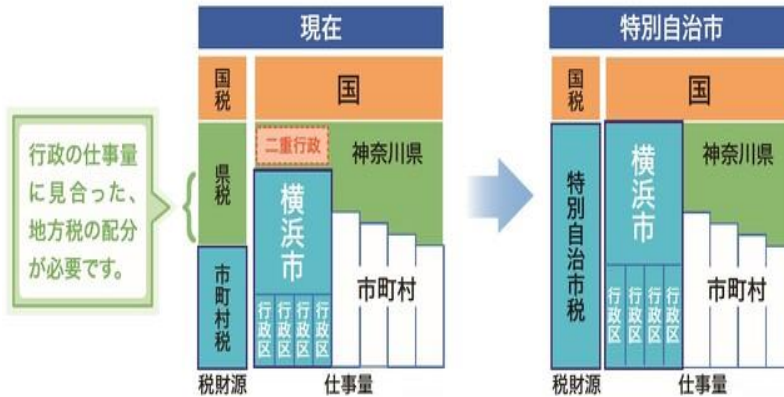 行政の仕事量
に見合った、
地方税の配分
が必要です。
現在
国税
国
県税
二重行政
神奈川県
横浜市
市町村税
行政区
行政区
行政区
行政区
市町村
税財源
仕事量
特別自治市
国税
国
特別自治市税
横浜市
神奈川県
行政区
行政区
行政区
行政区
市町村
税財源
仕事量